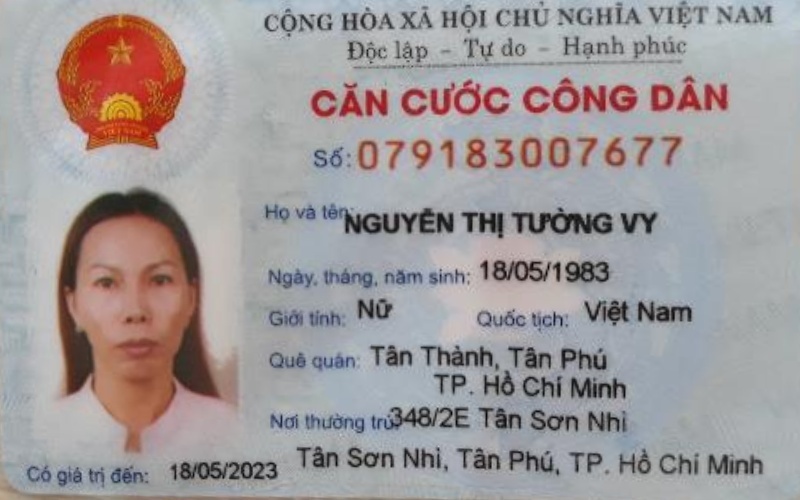 CỘNG HÒA XÃ HỘI CHỦ NGHĨA VIỆT NAM
Độc lập - Tự do - Hạnh phúc
CĂN CƯỚC CÔNG DÂN
Số: 079183007677
Họ và tên: NGUYỄN THỊ TƯỜNG VY
Ngày, tháng, năm sinh: 18/05/1983
Giới tính: Nữ Quốc tịch: Việt Nam
Quê quán: Tân Thành, Tân Phú
TP. Hồ Chí Minh
Nơi thường trú: 348/2E Tân Sơn Nhì
Tân Sơn Nhì, Tân Phú, TP. Hồ Chí Minh
Có giá trị đến: 18/05/2023
VIỆT NAM